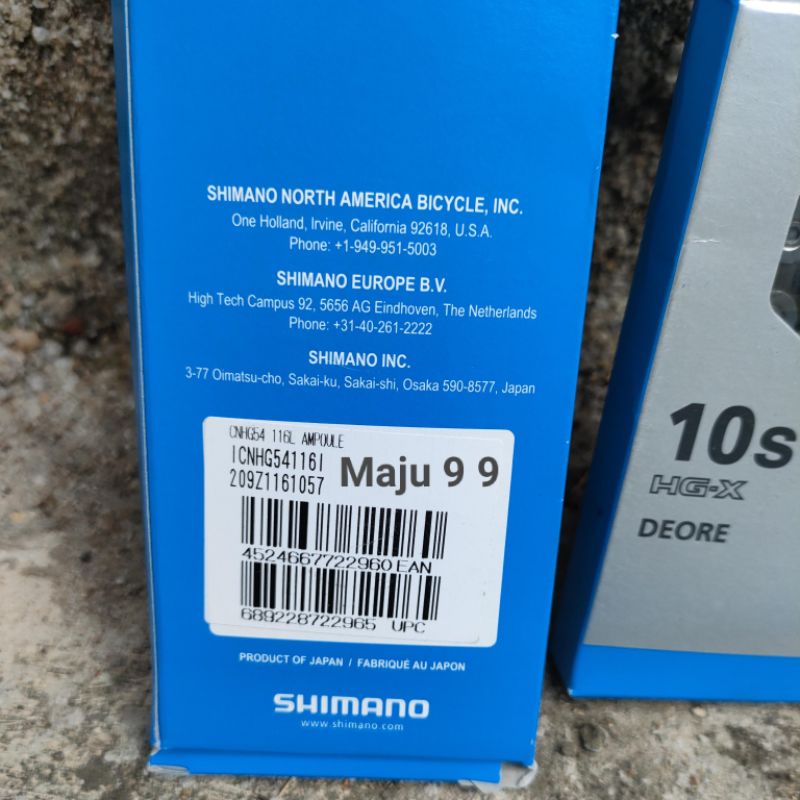 SHIMANO NORTH AMERICA BICYCLE, INC.
One Holland, Irvine, California 92618, U.S.A.
Phone: +1-949-951-5003
SHIMANO EUROPE B.V.
High Tech Campus 92, 5656 AG Eindhoven, The Netherlands
Phone: +31-40-261-2222
SHIMANO INC.
3-77 Oimatsu-cho, Sakai-ku, Sakai-shi, Osaka 590-8577, Japan
CNHG54 116L AMPOULE
ICNHG54116I
209Z1161057
Maju 9 9
4524667722960 EAN
689228722965 UPC
PRODUCT OF JAPAN / FABRIQUÉ AU JAPON
SHIMANO
www.shimano.com
10s
HG-X
DEORE